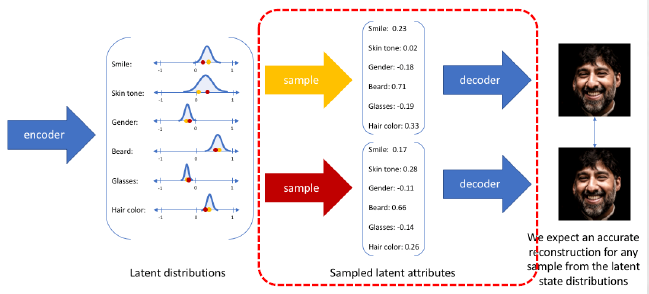 encoder
Smile:
-1 0 1
Skin tone:
-1 0 1
Gender:
-1 0 1
Beard:
-1 0 1
Glasses:
-1 0 1
Hair color:
-1 0 1
Latent distributions
sample
Smile: 0.23
Skin tone: 0.02
Gender: -0.18
Beard: 0.71
Glasses: -0.19
Hair color: 0.33
decoder
sample
Smile: 0.17
Skin tone: 0.28
Gender: -0.11
Beard: 0.66
Glasses: -0.14
Hair color: 0.26
decoder
Sampled latent attributes
We expect an accurate
reconstruction for any
sample from the latent
state distributions